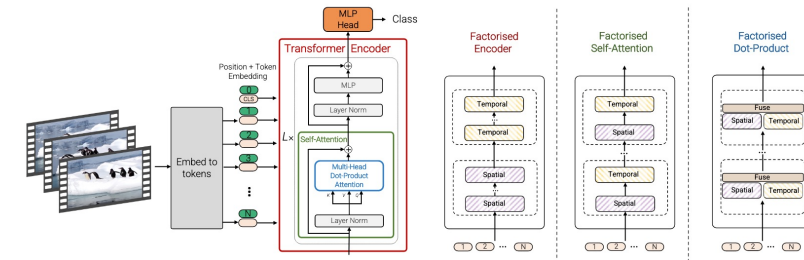 MLP
Head
Class
Transformer Encoder
Position + Token
Embedding
0
CLS
1
2
3
N
Embed to
tokens
L×
MLP
Layer Norm
Self-Attention
Multi-Head
Dot-Product
Attention
K V Q
Layer Norm
Factorised
Encoder
Temporal
...
Temporal
Spatial
...
Spatial
1 2 ... N
Factorised
Self-Attention
Temporal
Spatial
...
Temporal
Spatial
1 2 ... N
Factorised
Dot-Product
Fuse
Spatial Temporal
...
Fuse
Spatial Temporal
1 2 ... N